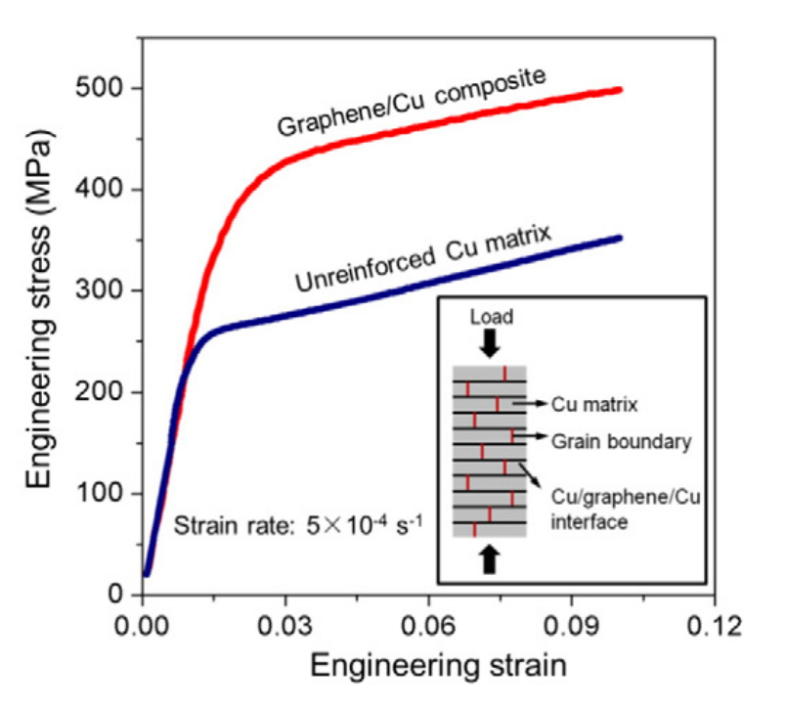 500
400
300
200
100
0
0.00 0.03 0.06 0.09 0.12
Engineering stress (MPa)
Engineering strain
Graphene/Cu composite
Unreinforced Cu matrix
Strain rate: 5×10⁻⁴ s⁻¹
Load
Cu matrix
Grain boundary
Cu/graphene/Cu
interface